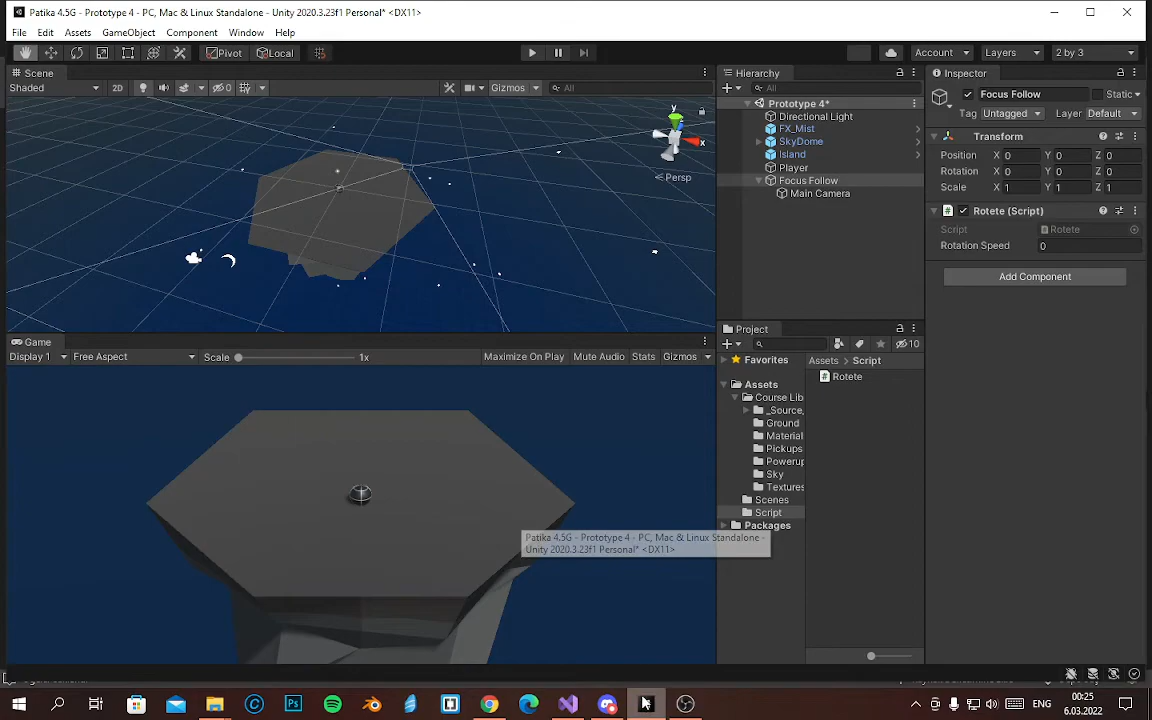 Patika 4.5G - Prototype 4 - PC, Mac & Linux Standalone - Unity 2020.3.23f1 Personal* <DX11>
File Edit Assets GameObject Component Window Help
Pivot Local Account Layers 2 by 3
Scene
Shaded 2D 0 Gizmos All
y
x
Persp
Game
Display 1 Free Aspect Scale 1x Maximize On Play Mute Audio Stats Gizmos
Patika 4.5G - Prototype 4 - PC, Mac & Linux Standalone -
Unity 2020.3.23f1 Personal* <DX11>
Hierarchy
All
Prototype 4*
Directional Light
FX_Mist
SkyDome
Island
Player
Focus Follow
Main Camera
Project
10
Favorites
Assets
Course Lib
_Source_
Ground
Material
Pickups
Powerup
Sky
Textures
Scenes
Script
Packages
Assets Script
Rotete
Inspector
Focus Follow Static
Tag Untagged Layer Default
Transform
Position X 0 Y 0 Z 0
Rotation X 0 Y 0 Z 0
Scale X 1 Y 1 Z 1
Rotete (Script)
Script Rotete
Rotation Speed 0
Add Component
Ps
ENG
00:25
6.03.2022